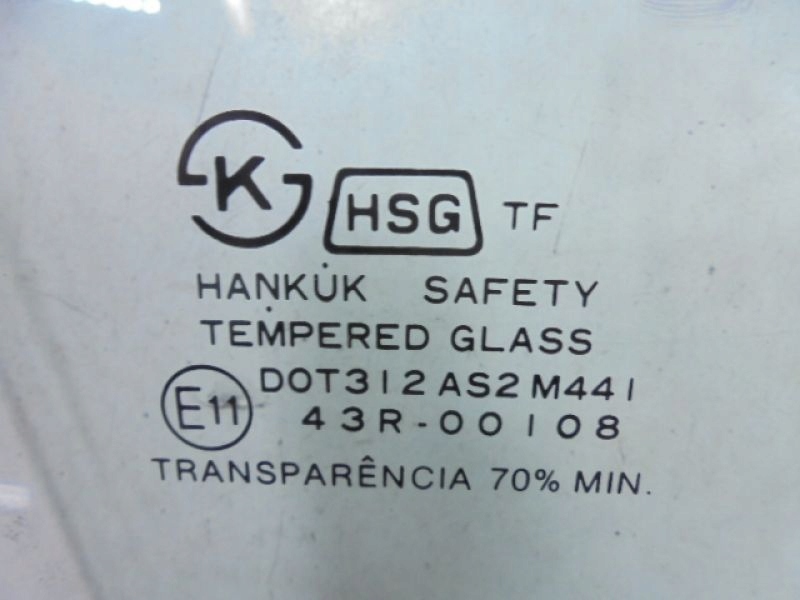 K HSG TF
HANKUK SAFETY
TEMPERED GLASS
E11 DOT312 AS2 M441
43R-00108
TRANSPARÊNCIA 70% MIN.